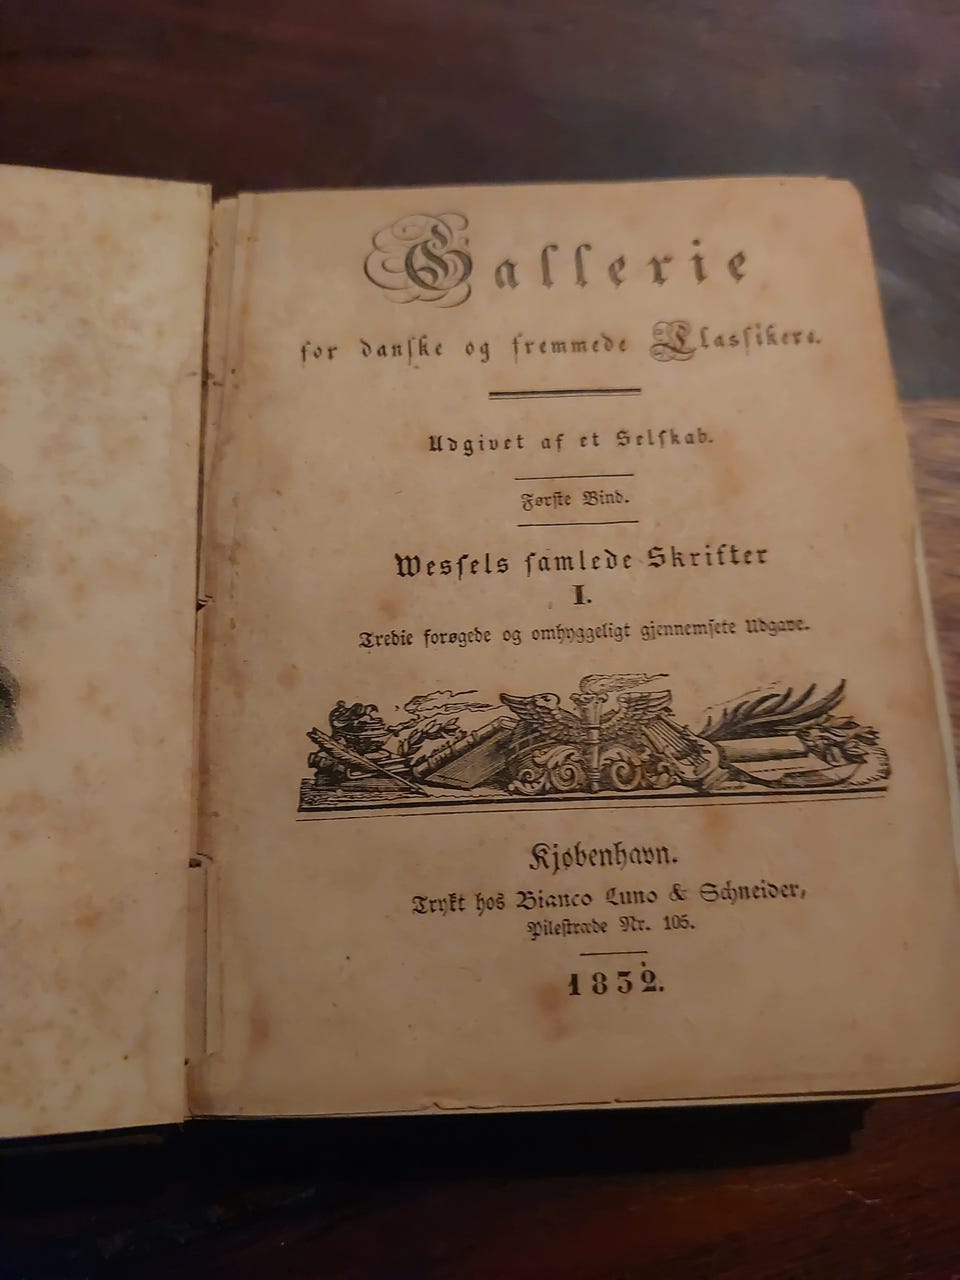 Gallerie
for danske og fremmede Classikere.
Udgivet af et Selskab.
Første Bind.
Wessels samlede Skrifter
I.
Tredie forøgede og omhyggeligt gjennemsete Udgave.
Kjøbenhavn.
Trykt hos Bianco Luno & Schneider,
Pilestræde Nr. 105.
1832.